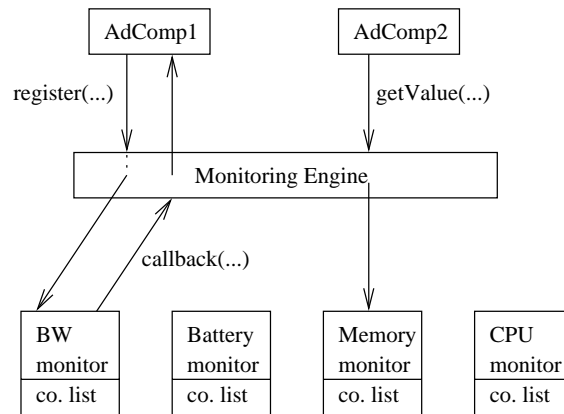 AdComp1
AdComp2
register(...)
getValue(...)
Monitoring Engine
callback(...)
BW
monitor
co. list
Battery
monitor
co. list
Memory
monitor
co. list
CPU
monitor
co. list